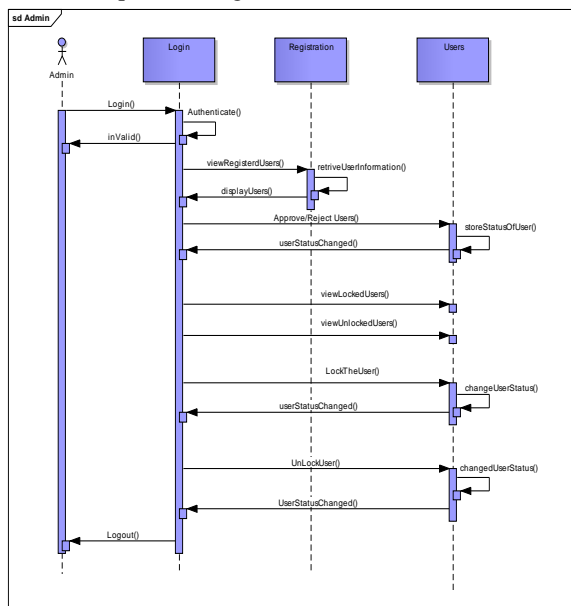 sd Admin
Login
Registration
Users
Admin
Login()
Authenticate()
inValid()
viewRegisterdUsers()
retriveUserInformation()
displayUsers()
Approve/Reject Users()
storeStatusOfUser()
userStatusChanged()
viewLockedUsers()
viewUnlockedUsers()
LockTheUser()
changeUserStatus()
userStatusChanged()
UnLockUser()
changedUserStatus()
UserStatusChanged()
Logout()